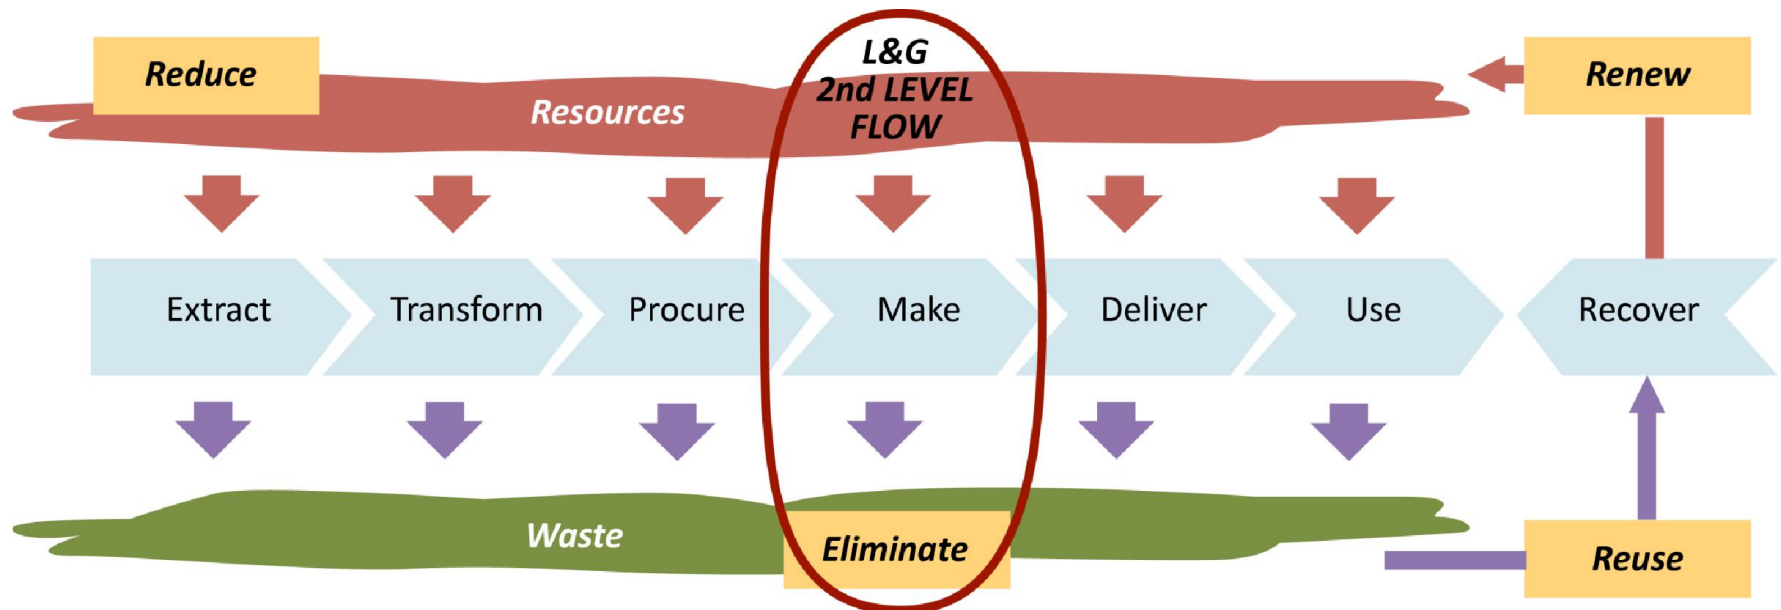 Reduce
L&G
2nd LEVEL
FLOW
Renew
Resources
Extract
Transform
Procure
Make
Deliver
Use
Recover
Waste
Eliminate
Reuse